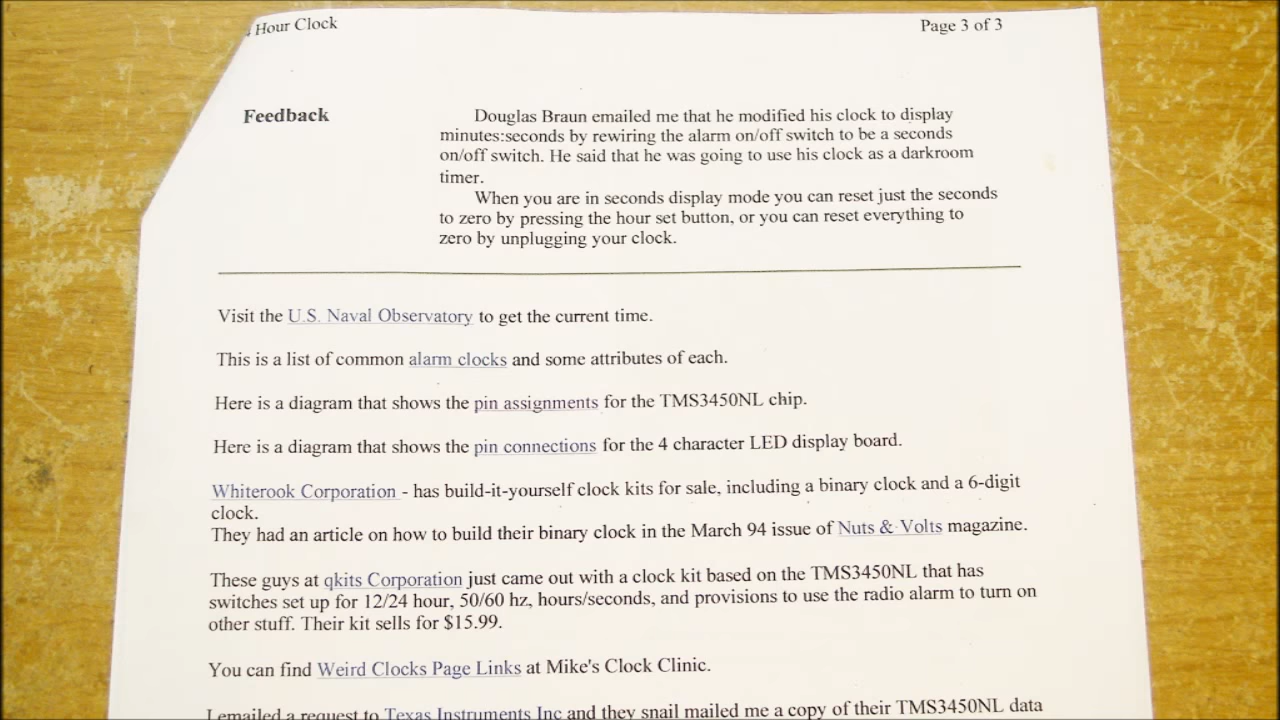 Hour Clock
Page 3 of 3
Feedback
Douglas Braun emailed me that he modified his clock to display
minutes:seconds by rewiring the alarm on/off switch to be a seconds
on/off switch. He said that he was going to use his clock as a darkroom
timer.
When you are in seconds display mode you can reset just the seconds
to zero by pressing the hour set button, or you can reset everything to
zero by unplugging your clock.
Visit the U.S. Naval Observatory to get the current time.
This is a list of common alarm clocks and some attributes of each.
Here is a diagram that shows the pin assignments for the TMS3450NL chip.
Here is a diagram that shows the pin connections for the 4 character LED display board.
Whiterook Corporation - has build-it-yourself clock kits for sale, including a binary clock and a 6-digit
clock.
They had an article on how to build their binary clock in the March 94 issue of Nuts & Volts magazine.
These guys at qkits Corporation just came out with a clock kit based on the TMS3450NL that has
switches set up for 12/24 hour, 50/60 hz, hours/seconds, and provisions to use the radio alarm to turn on
other stuff. Their kit sells for $15.99.
You can find Weird Clocks Page Links at Mike's Clock Clinic.
I emailed a request to Texas Instruments Inc and they snail mailed me a copy of their TMS3450NL data